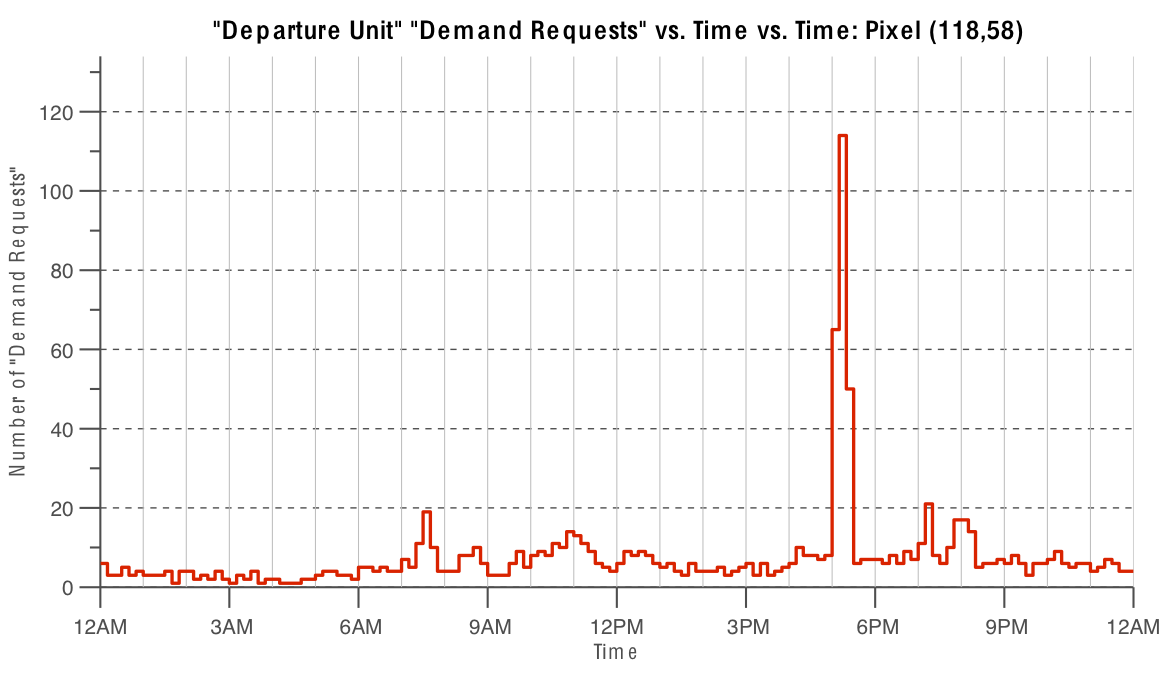 "Departure Unit" "Demand Requests" vs. Time vs. Time: Pixel (118,58)
Number of "Demand Requests"
120
100
80
60
40
20
0
12AM 3AM 6AM 9AM 12PM 3PM 6PM 9PM 12AM
Time